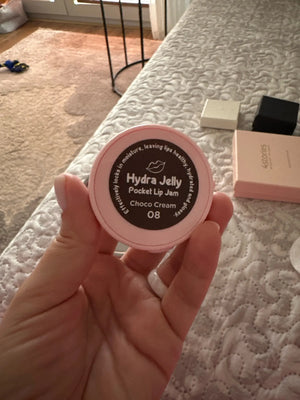 Effectively locks in moisture, leaving lips healthy, hydrated and glossy.
Hydra Jelly
Pocket Lip Jam
Choco Cream
08